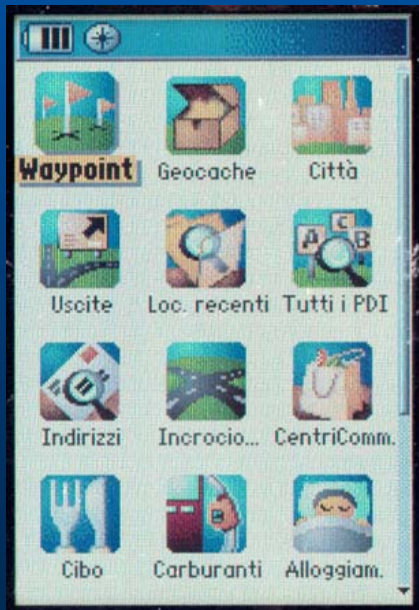 Waypoint
Geocache
Città
Uscite
Loc. recenti
Tutti i PDI
A
C
B
Indirizzi
Incrocio...
CentriComm.
Cibo
Carburanti
Alloggiam.